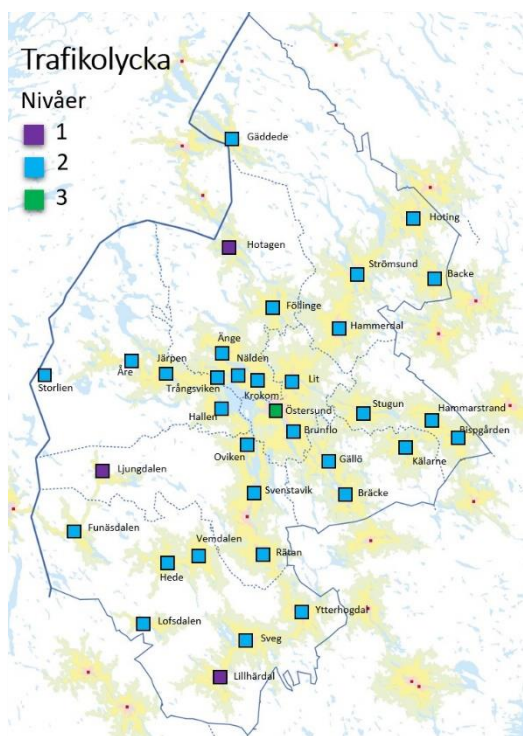 Trafikolycka
Nivåer
1
2
3
Gäddede
Hoting
Hotagen
Strömsund
Backe
Föllinge
Hammerdal
Änge
Järpen
Nälden
Åre
Storlien
Trångsviken
Krokom
Lit
Hallen
Östersund
Stugun
Hammarstrand
Brunflo
Bispgården
Oviken
Kälarne
Gällö
Ljungdalen
Svenstavik
Bräcke
Funäsdalen
Vemdalen
Rätan
Hede
Ytterhogdal
Lofsdalen
Sveg
Lillhärdal